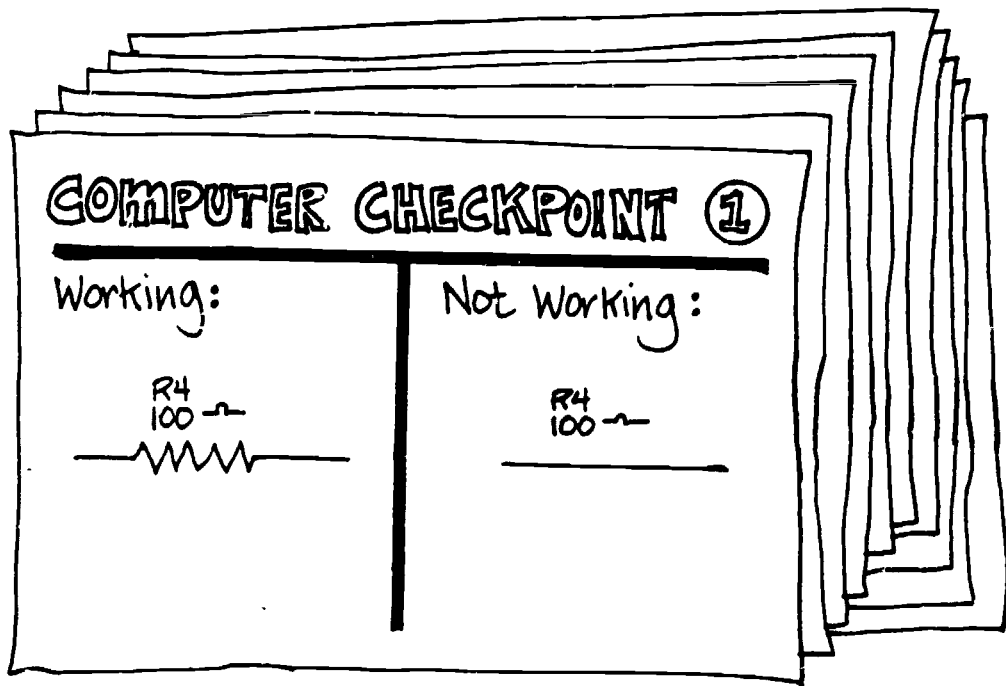 COMPUTER CHECKPOINT 1
Working:
R4
100 Ω
Not Working:
R4
100 Ω